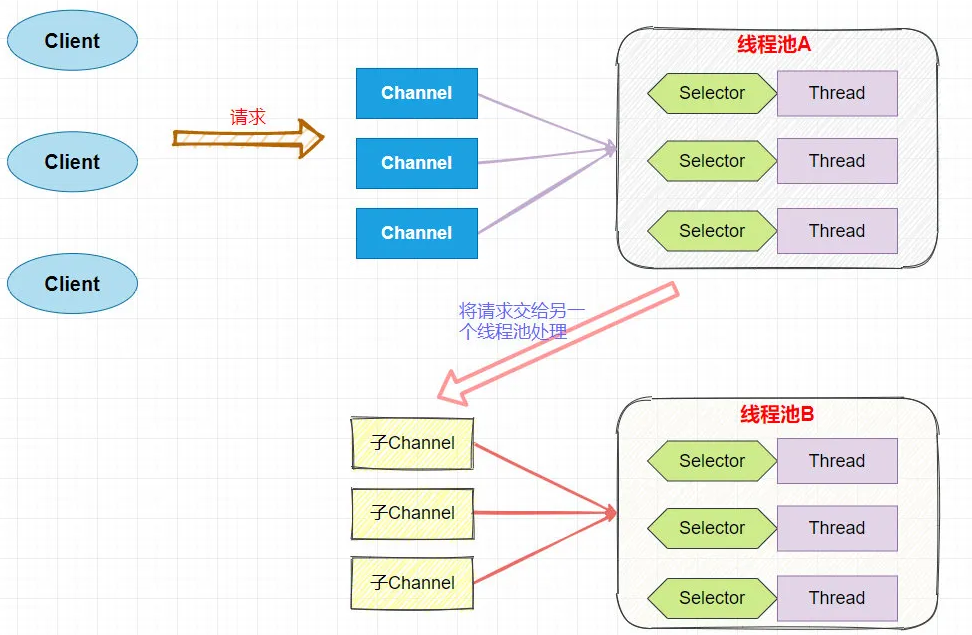 Client
Client
Client
请求
Channel
Channel
Channel
线程池A
Selector
Thread
Selector
Thread
Selector
Thread
将请求交给另一
个线程池处理
子Channel
子Channel
子Channel
线程池B
Selector
Thread
Selector
Thread
Selector
Thread